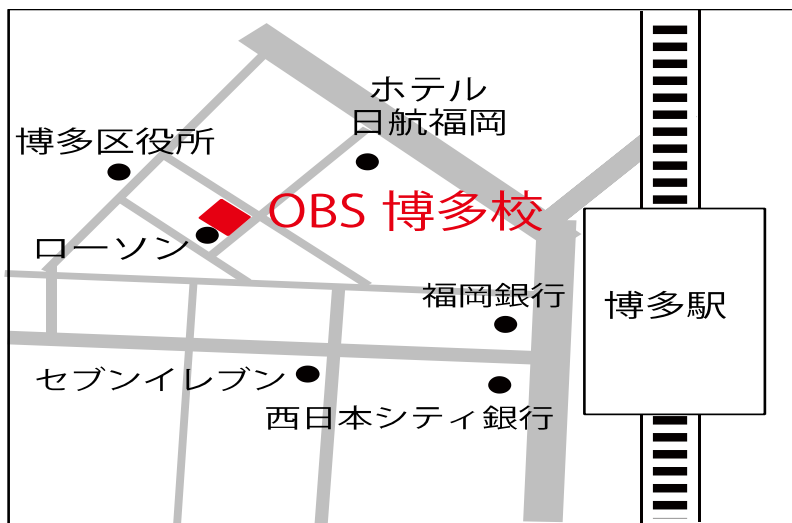 ホテル
日航福岡
博多区役所
OBS 博多校
ローソン
福岡銀行
博多駅
セブンイレブン
西日本シティ銀行